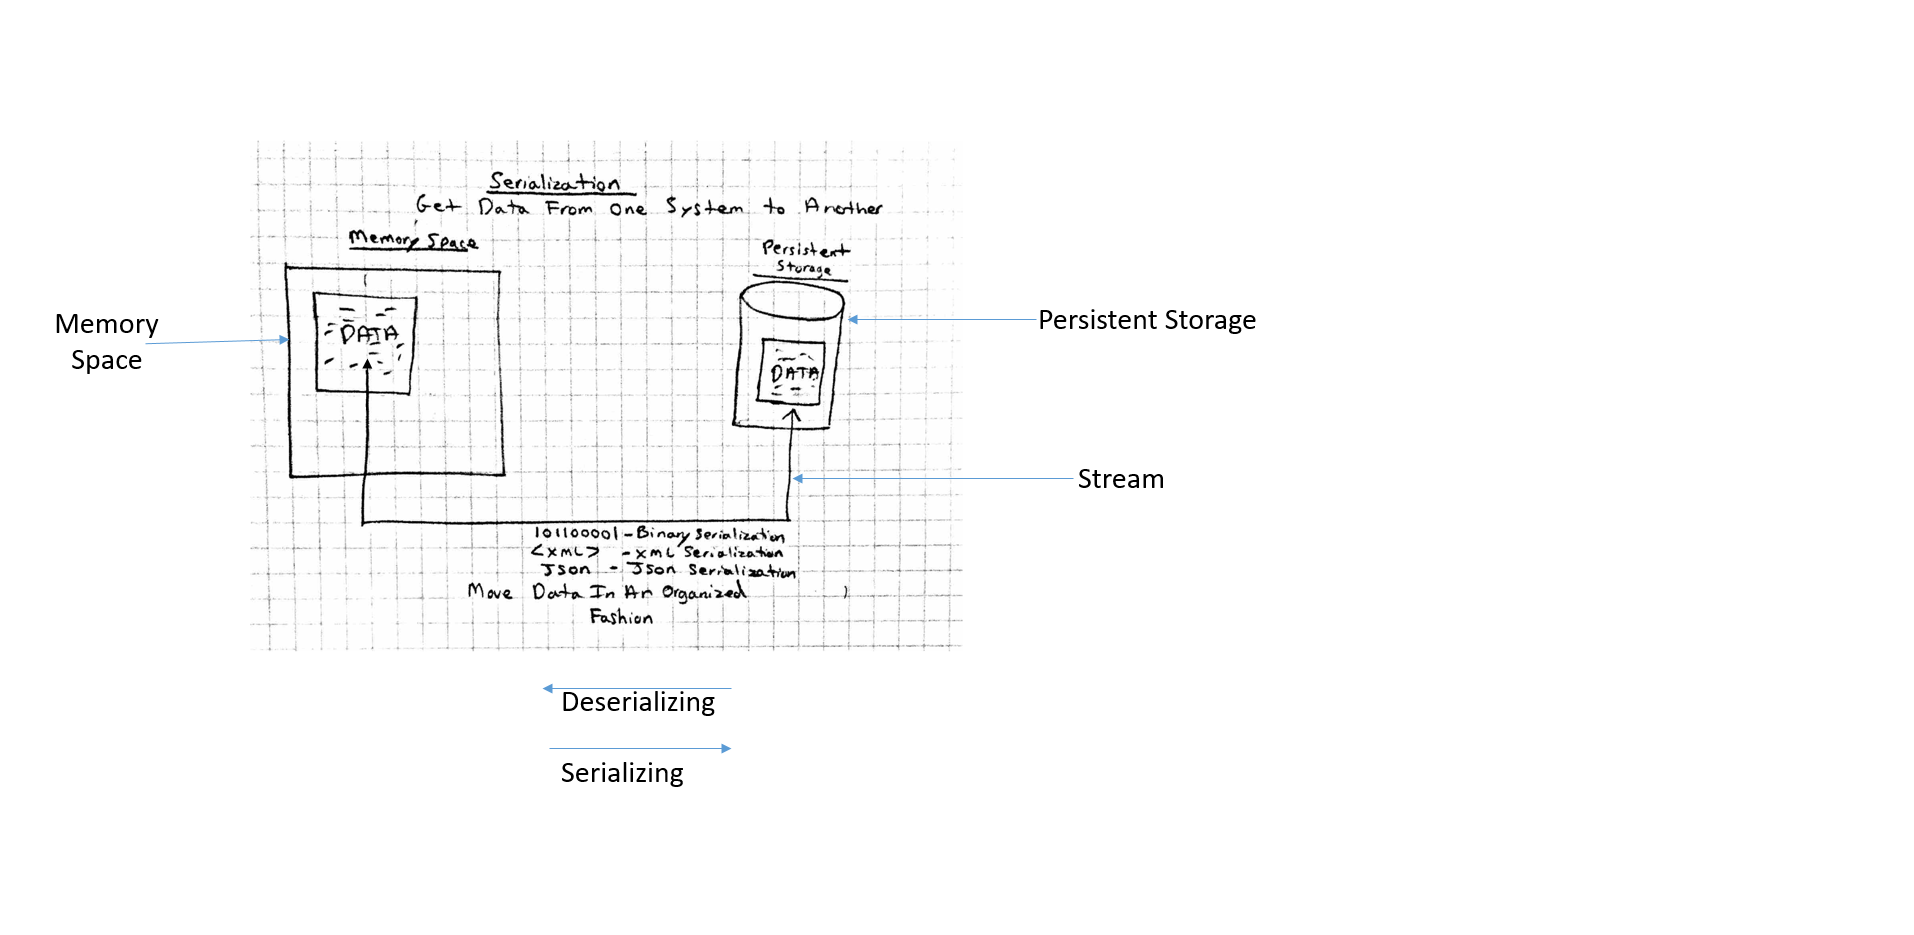 Serialization
Get Data From One System to Another
Memory Space
Persistent
Storage
DATA
DATA
Memory
Space
Persistent Storage
Stream
101100001 - Binary Serialization
<XML> - XML Serialization
Json - Json Serialization
Move Data In An Organized
Fashion
Deserializing
Serializing